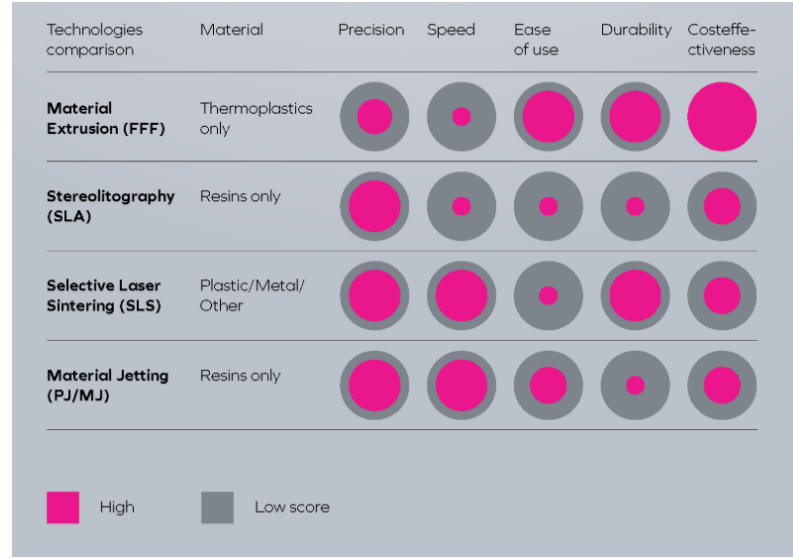 Technologies
comparison
Material
Precision
Speed
Ease
of use
Durability
Costeffe-
ctiveness
Material
Extrusion (FFF)
Thermoplastics
only
Stereolitography
(SLA)
Resins only
Selective Laser
Sintering (SLS)
Plastic/Metal/
Other
Material Jetting
(PJ/MJ)
Resins only
High
Low score